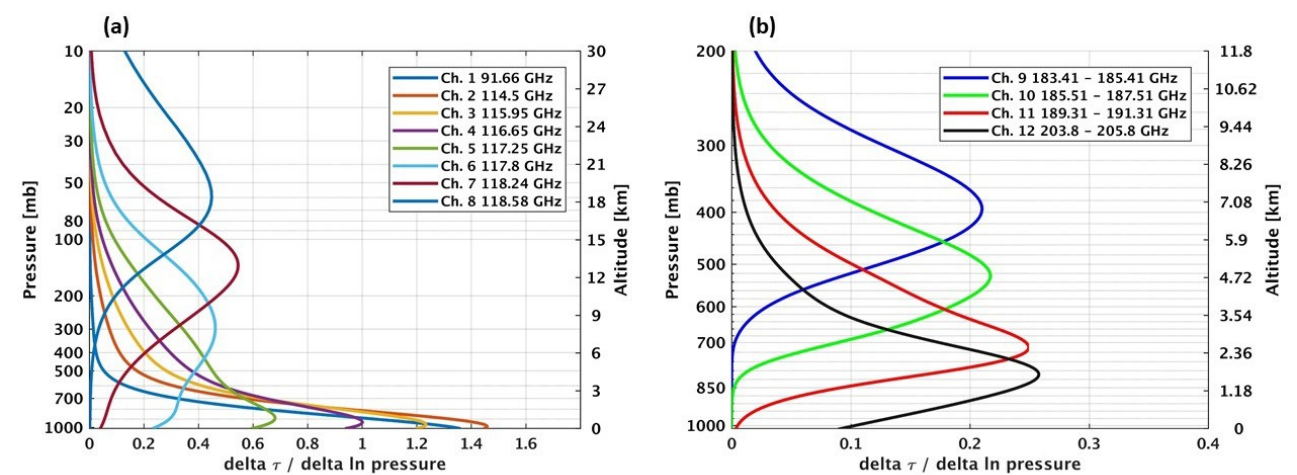 (a)
10
20
30
50
80
100
200
300
400
500
700
1000
Pressure [mb]
0
0.2
0.4
0.6
0.8
1
1.2
1.4
1.6
delta τ / delta ln pressure
30
27
24
21
18
15
12
9
6
3
0
Altitude [km]
Ch. 1 91.66 GHz
Ch. 2 114.5 GHz
Ch. 3 115.95 GHz
Ch. 4 116.65 GHz
Ch. 5 117.25 GHz
Ch. 6 117.8 GHz
Ch. 7 118.24 GHz
Ch. 8 118.58 GHz
(b)
200
300
400
500
600
700
850
1000
Pressure [mb]
0
0.1
0.2
0.3
0.4
delta τ / delta ln pressure
11.8
10.62
9.44
8.26
7.08
5.9
4.72
3.54
2.36
1.18
0
Altitude [km]
Ch. 9 183.41 – 185.41 GHz
Ch. 10 185.51 – 187.51 GHz
Ch. 11 189.31 – 191.31 GHz
Ch. 12 203.8 – 205.8 GHz